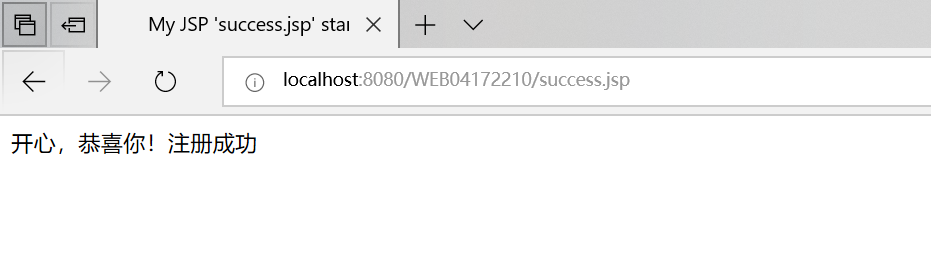 My JSP 'success.jsp' star
localhost:8080/WEB04172210/success.jsp
开心，恭喜你！注册成功